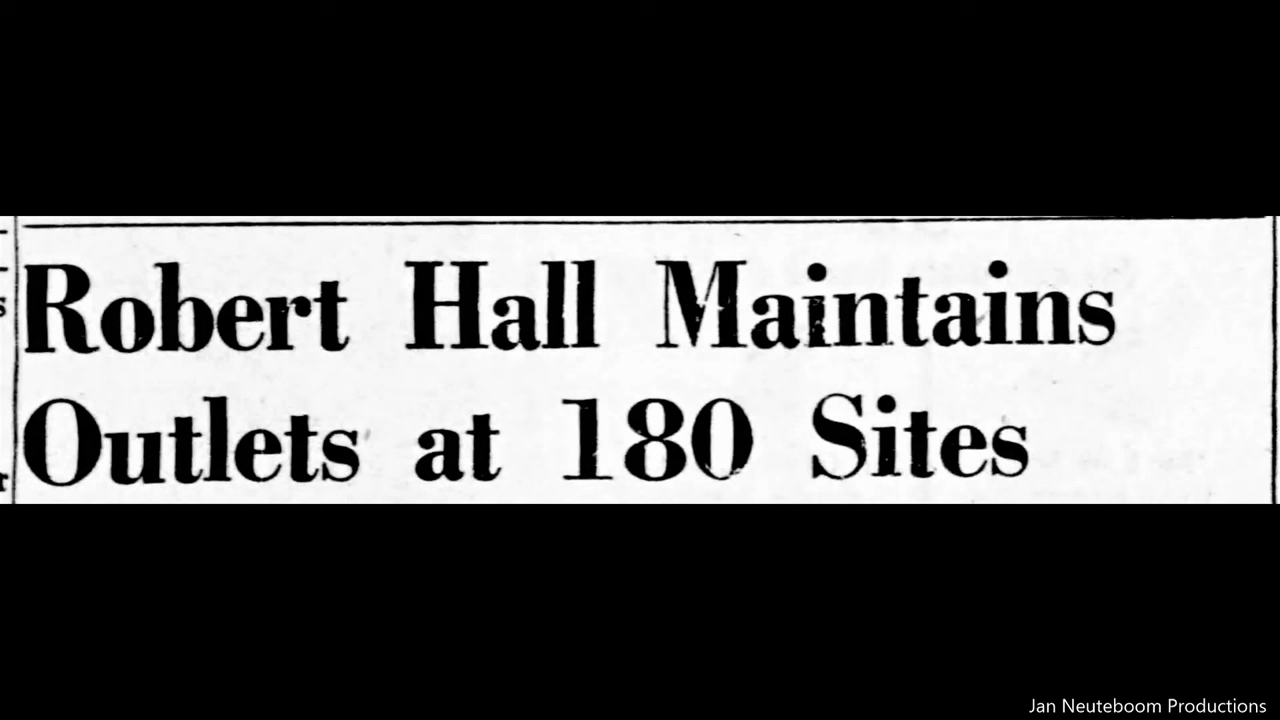 Robert Hall Maintains
Outlets at 180 Sites
Jan Neuteboom Productions